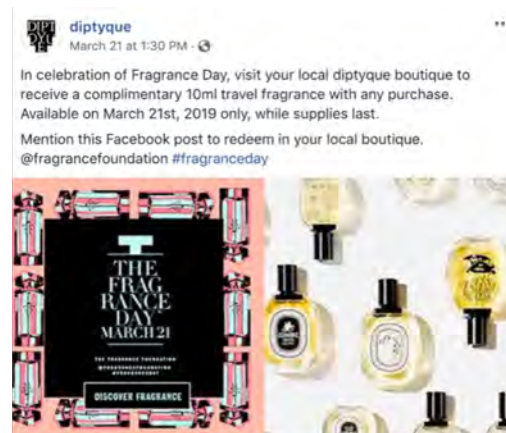 DIPT
YQU
E
diptyque
March 21 at 1:30 PM ·
In celebration of Fragrance Day, visit your local diptyque boutique to
receive a complimentary 10ml travel fragrance with any purchase.
Available on March 21st, 2019 only, while supplies last.
Mention this Facebook post to redeem in your local boutique.
@fragrancefoundation #fragranceday
THE
FRAG
RANCE
DAY
MARCH 21
THE FRAGRANCE FOUNDATION
DISCOVER FRAGRANCE